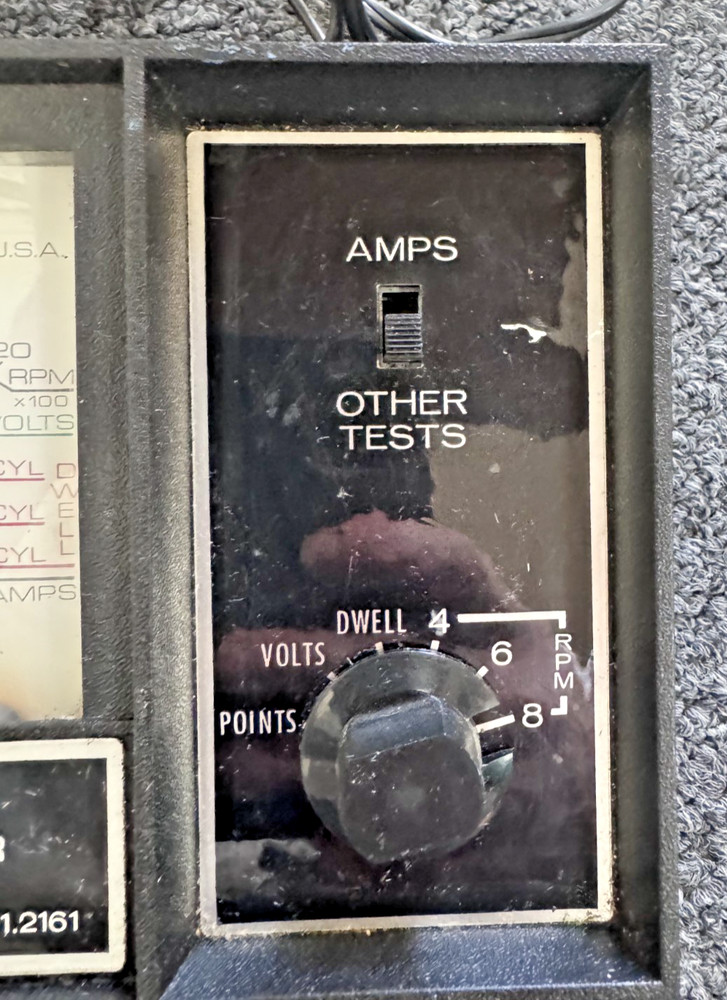 U.S.A.
20
RPM
x100
VOLTS
CYL
CYL
CYL
DWELL
AMPS
1.2161
AMPS
OTHER
TESTS
DWELL 4
VOLTS
6
RPM
POINTS
8